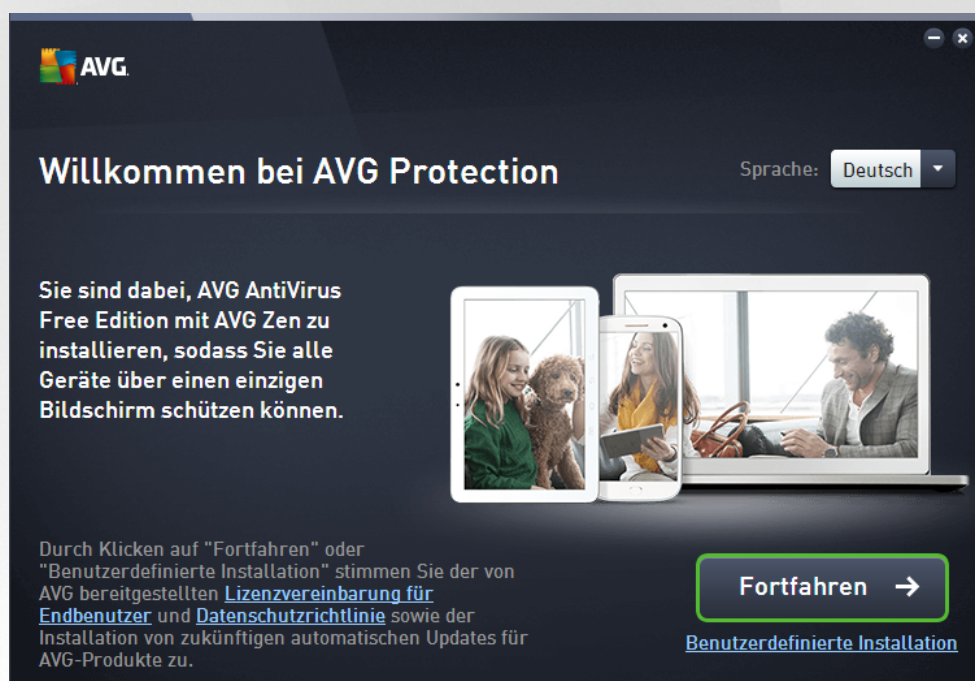 AVG.
Willkommen bei AVG Protection
Sprache: Deutsch
Sie sind dabei, AVG AntiVirus
Free Edition mit AVG Zen zu
installieren, sodass Sie alle
Geräte über einen einzigen
Bildschirm schützen können.
Durch Klicken auf "Fortfahren" oder
"Benutzerdefinierte Installation" stimmen Sie der von
AVG bereitgestellten Lizenzvereinbarung für
Endbenutzer und Datenschutzrichtlinie sowie der
Installation von zukünftigen automatischen Updates für
AVG-Produkte zu.
Fortfahren →
Benutzerdefinierte Installation